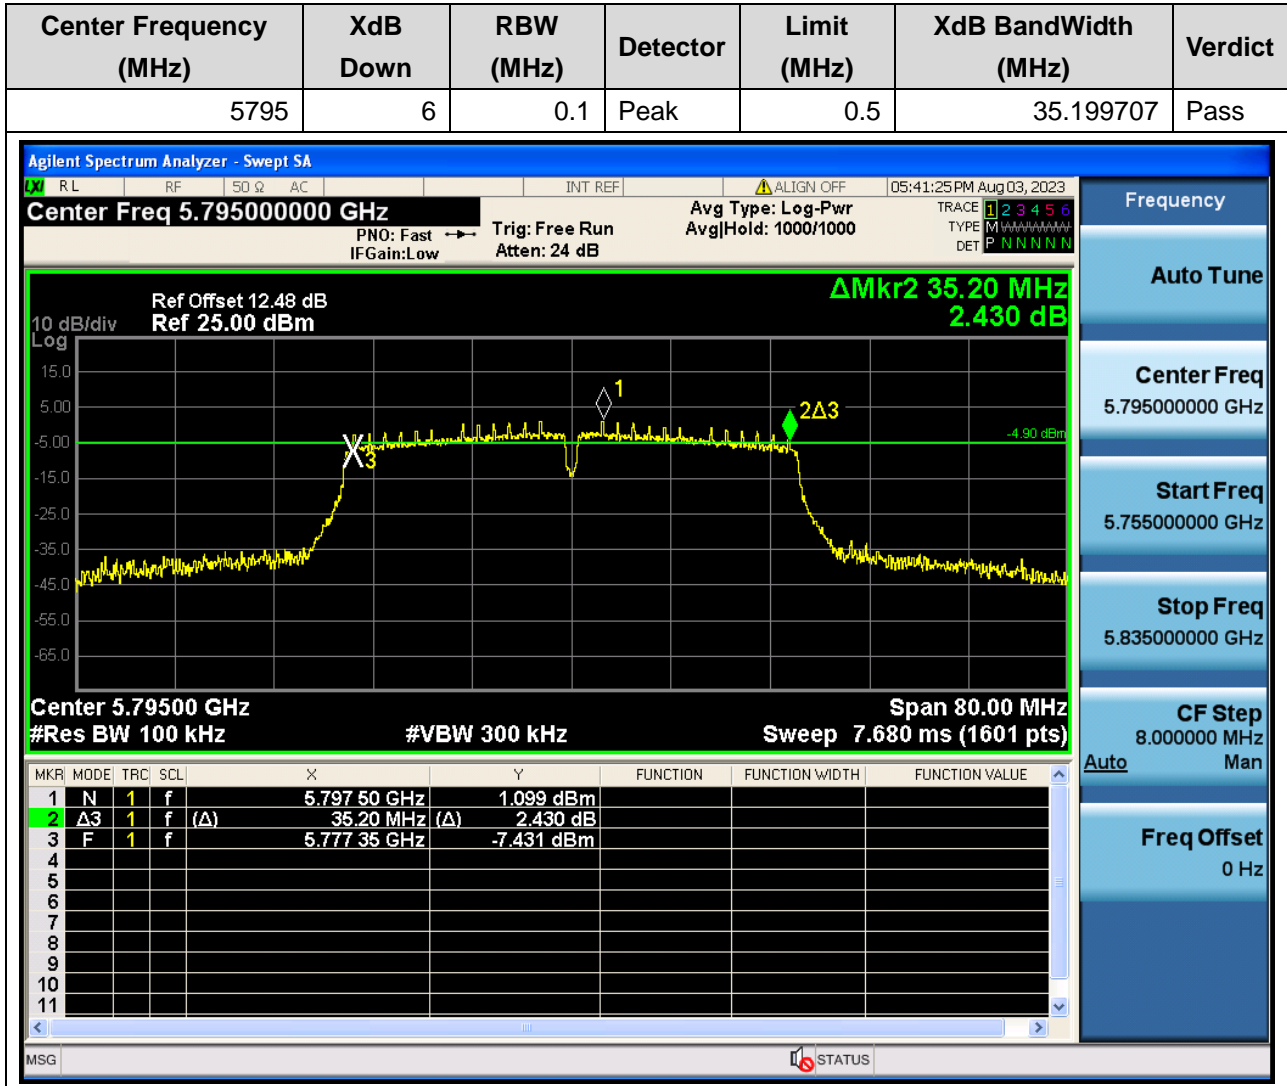 Center Frequency (MHz) XdB Down RBW (MHz) Detector Limit (MHz) XdB BandWidth (MHz) Verdict
5795 6 0.1 Peak 0.5 35.199707 Pass
Agilent Spectrum Analyzer - Swept SA
LXI RL RF 50 Ω AC INT REF ALIGN OFF 05:41:25 PM Aug 03, 2023
Center Freq 5.795000000 GHz
PNO: Fast
IFGain:Low
Trig: Free Run
Atten: 24 dB
Avg Type: Log-Pwr
Avg|Hold: 1000/1000
TRACE 1 2 3 4 5 6
TYPE M WWWWW
DET P N N N N N
Ref Offset 12.48 dB
10 dB/div Ref 25.00 dBm
Log
ΔMkr2 35.20 MHz
2.430 dB
15.0
5.00
-5.00
-15.0
-25.0
-35.0
-45.0
-55.0
-65.0
1
2Δ3
3
-4.90 dBm
Center 5.79500 GHz Span 80.00 MHz
#Res BW 100 kHz #VBW 300 kHz Sweep 7.680 ms (1601 pts)
MKR MODE TRC SCL X Y FUNCTION FUNCTION WIDTH FUNCTION VALUE
1 N 1 f 5.797 50 GHz 1.099 dBm
2 Δ3 1 f (Δ) 35.20 MHz (Δ) 2.430 dB
3 F 1 f 5.777 35 GHz -7.431 dBm
4
5
6
7
8
9
10
11
MSG STATUS
Frequency
Auto Tune
Center Freq
5.795000000 GHz
Start Freq
5.755000000 GHz
Stop Freq
5.835000000 GHz
CF Step
8.000000 MHz
Auto Man
Freq Offset
0 Hz